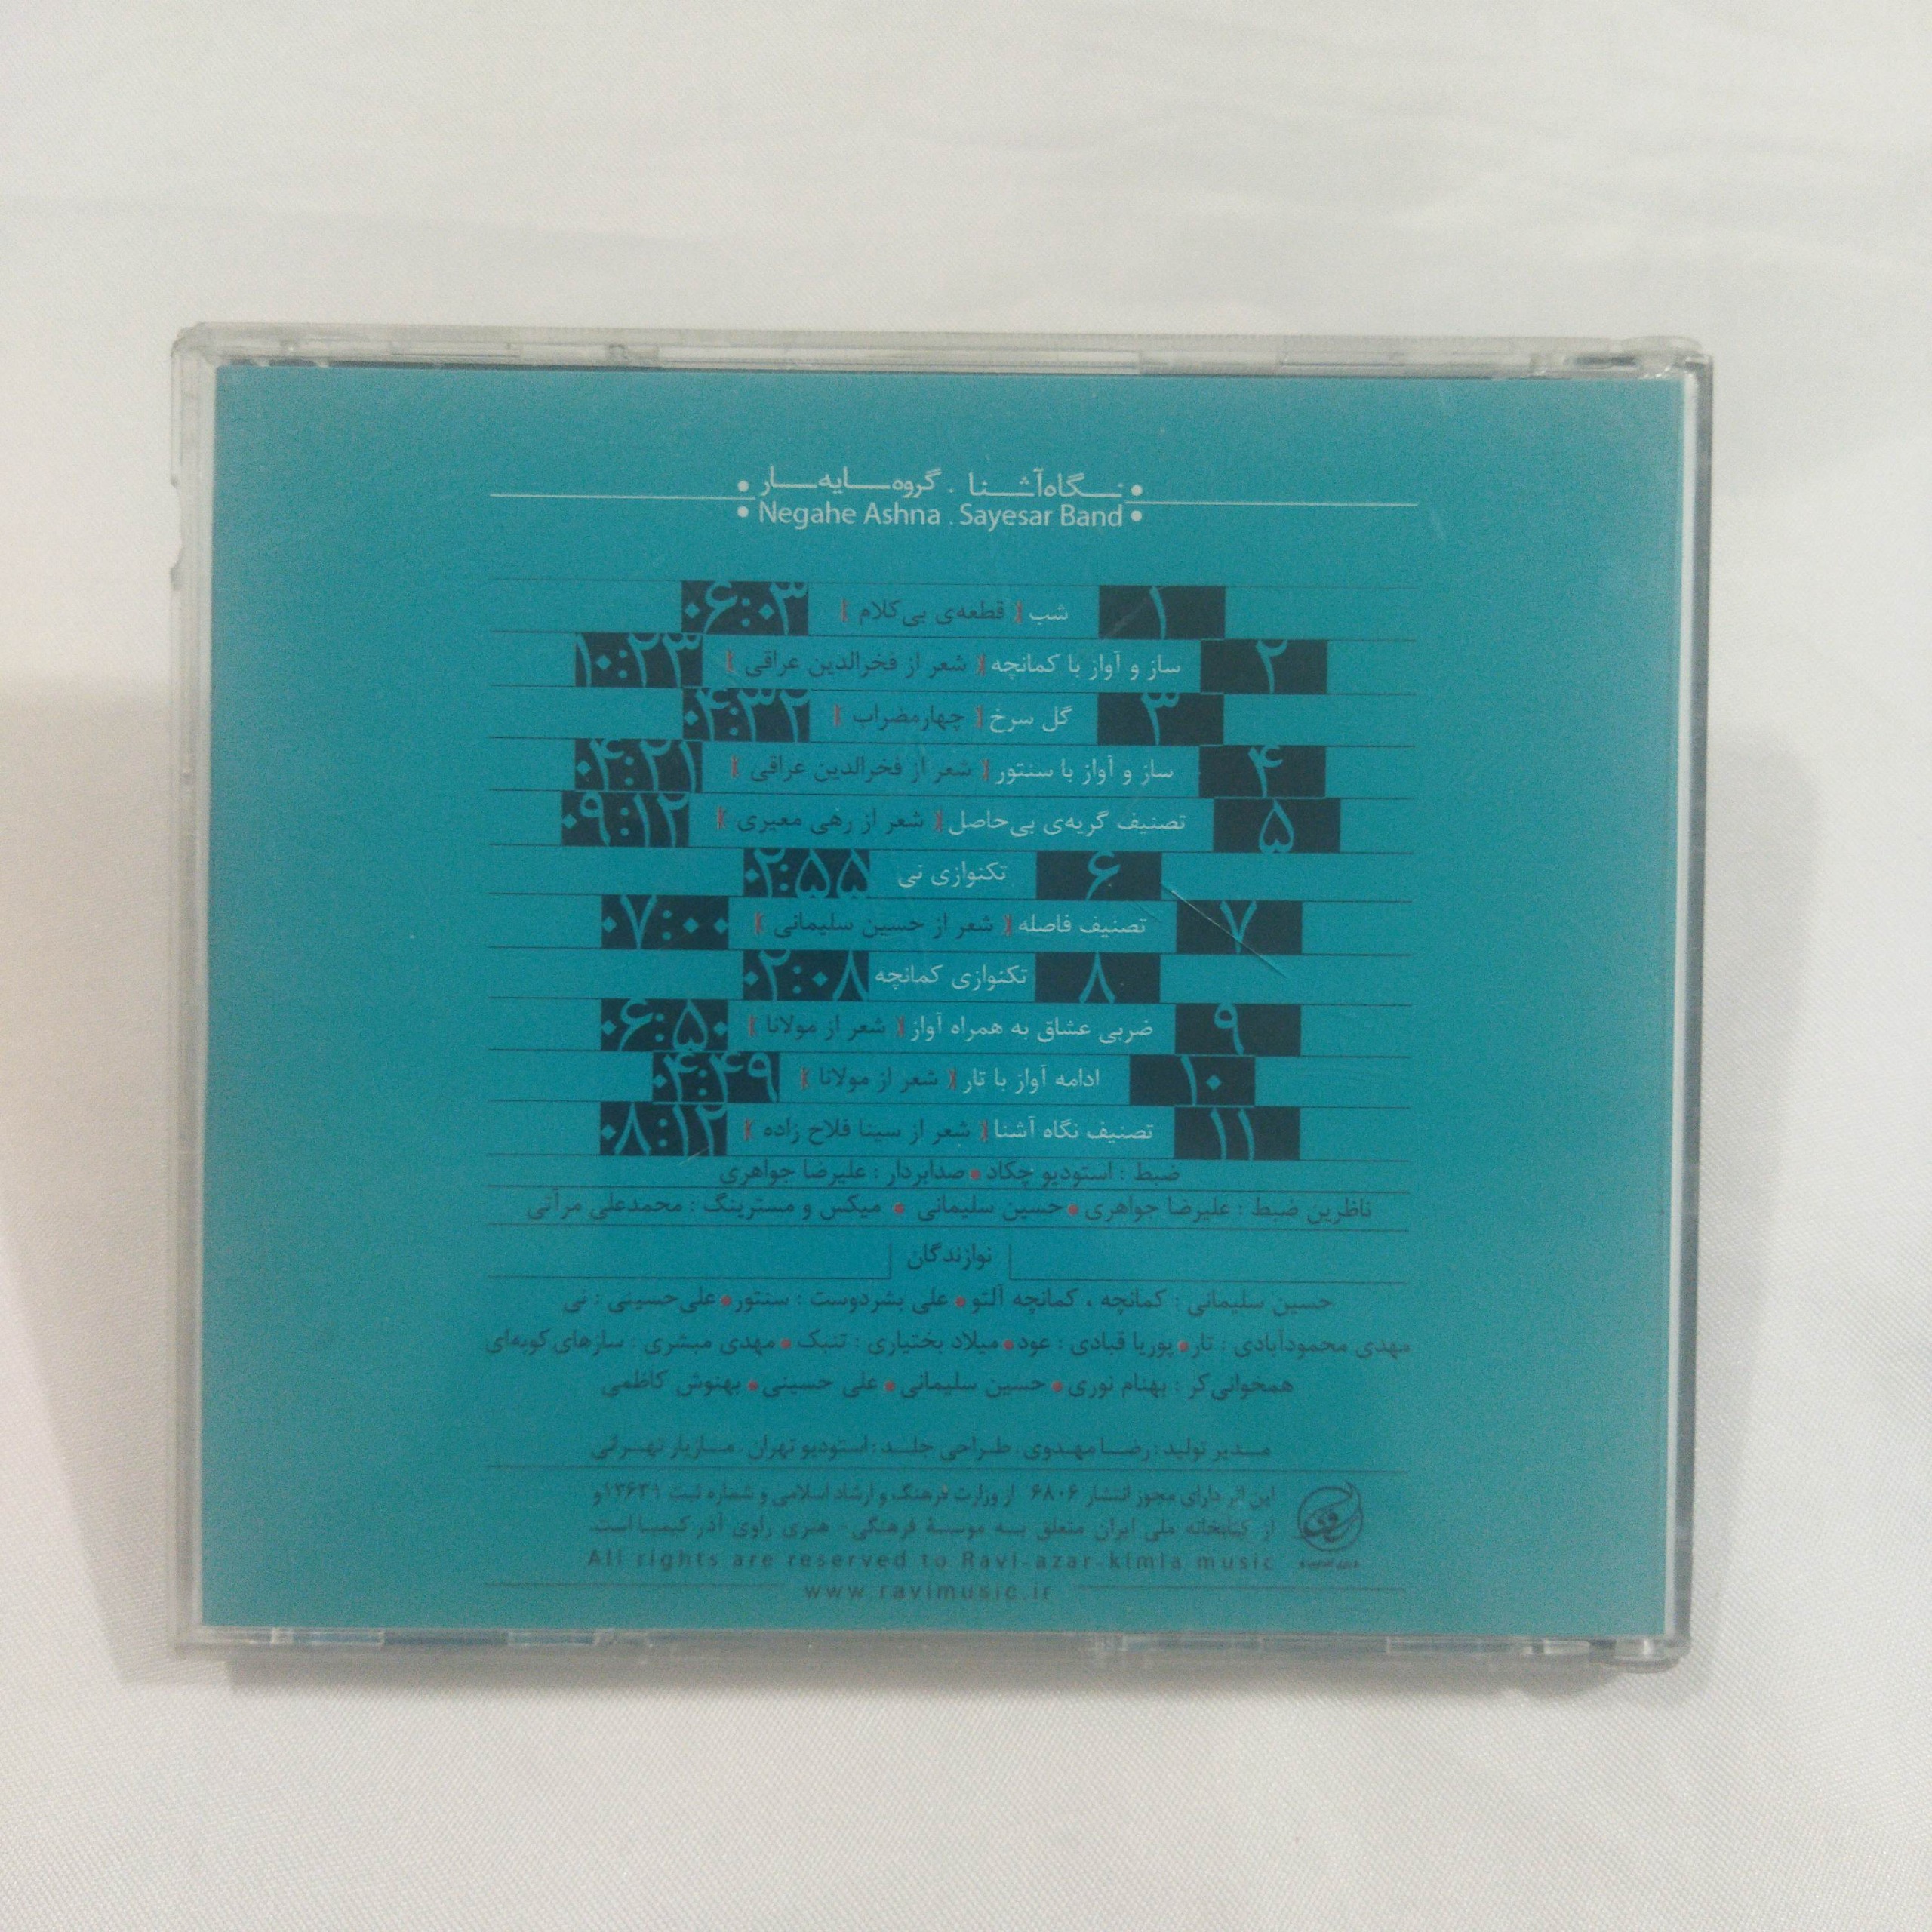 نگاه آشنا . گروه سایه‌سار
Negahe Ashna . Sayesar Band
۱ شب { قطعه‌ی بی‌کلام } ۰۶:۰۳
۲ ساز و آواز با کمانچه { شعر از فخرالدین عراقی } ۱۰:۲۳
۳ گل سرخ { چهارمضراب } ۰۴:۳۲
۴ ساز و آواز با سنتور { شعر از فخرالدین عراقی } ۰۴:۲۱
۵ تصنیف گریه‌ی بی‌حاصل { شعر از رهی معیری } ۰۹:۱۲
۶ تکنوازی نی ۰۲:۵۵
۷ تصنیف فاصله { شعر از حسین سلیمانی } ۰۷:۰۰
۸ تکنوازی کمانچه ۰۲:۰۸
۹ ضربی عشاق به همراه آواز { شعر از مولانا } ۰۶:۵۰
۱۰ ادامه آواز با تار { شعر از مولانا } ۰۴:۴۹
۱۱ تصنیف نگاه آشنا { شعر از سینا فلاح زاده } ۰۸:۱۲
ضبط : استودیو چکاد • صدابردار : علیرضا جواهری
ناظرین ضبط : علیرضا جواهری • حسین سلیمانی • میکس و مسترینگ : محمدعلی مرآتی
نوازندگان
حسین سلیمانی : کمانچه ، کمانچه آلتو • علی بشردوست : سنتور • علی‌حسینی : نی
مهدی محمودآبادی : تار • پوریا قبادی : عود • میلاد بختیاری : تنبک • مهدی مبشری : سازهای کوبه‌ای
همخوانی‌کر : بهنام نوری • حسین سلیمانی • علی حسینی • بهنوش کاظمی
مدیر تولید : رضا مهدوی . طراحی جلد : استودیو تهران . مازیار تهرانی
این اثر دارای مجوز انتشار ۶۸۰۶ از وزارت فرهنگ و ارشاد اسلامی و شماره ثبت ۱۳۶۳۱و
از کتابخانه ملی ایران متعلق به موسسهٔ فرهنگی- هنری راوی آذر کیمیا است.
All rights are reserved to Ravi-azar-kimia music
www.ravimusic.ir